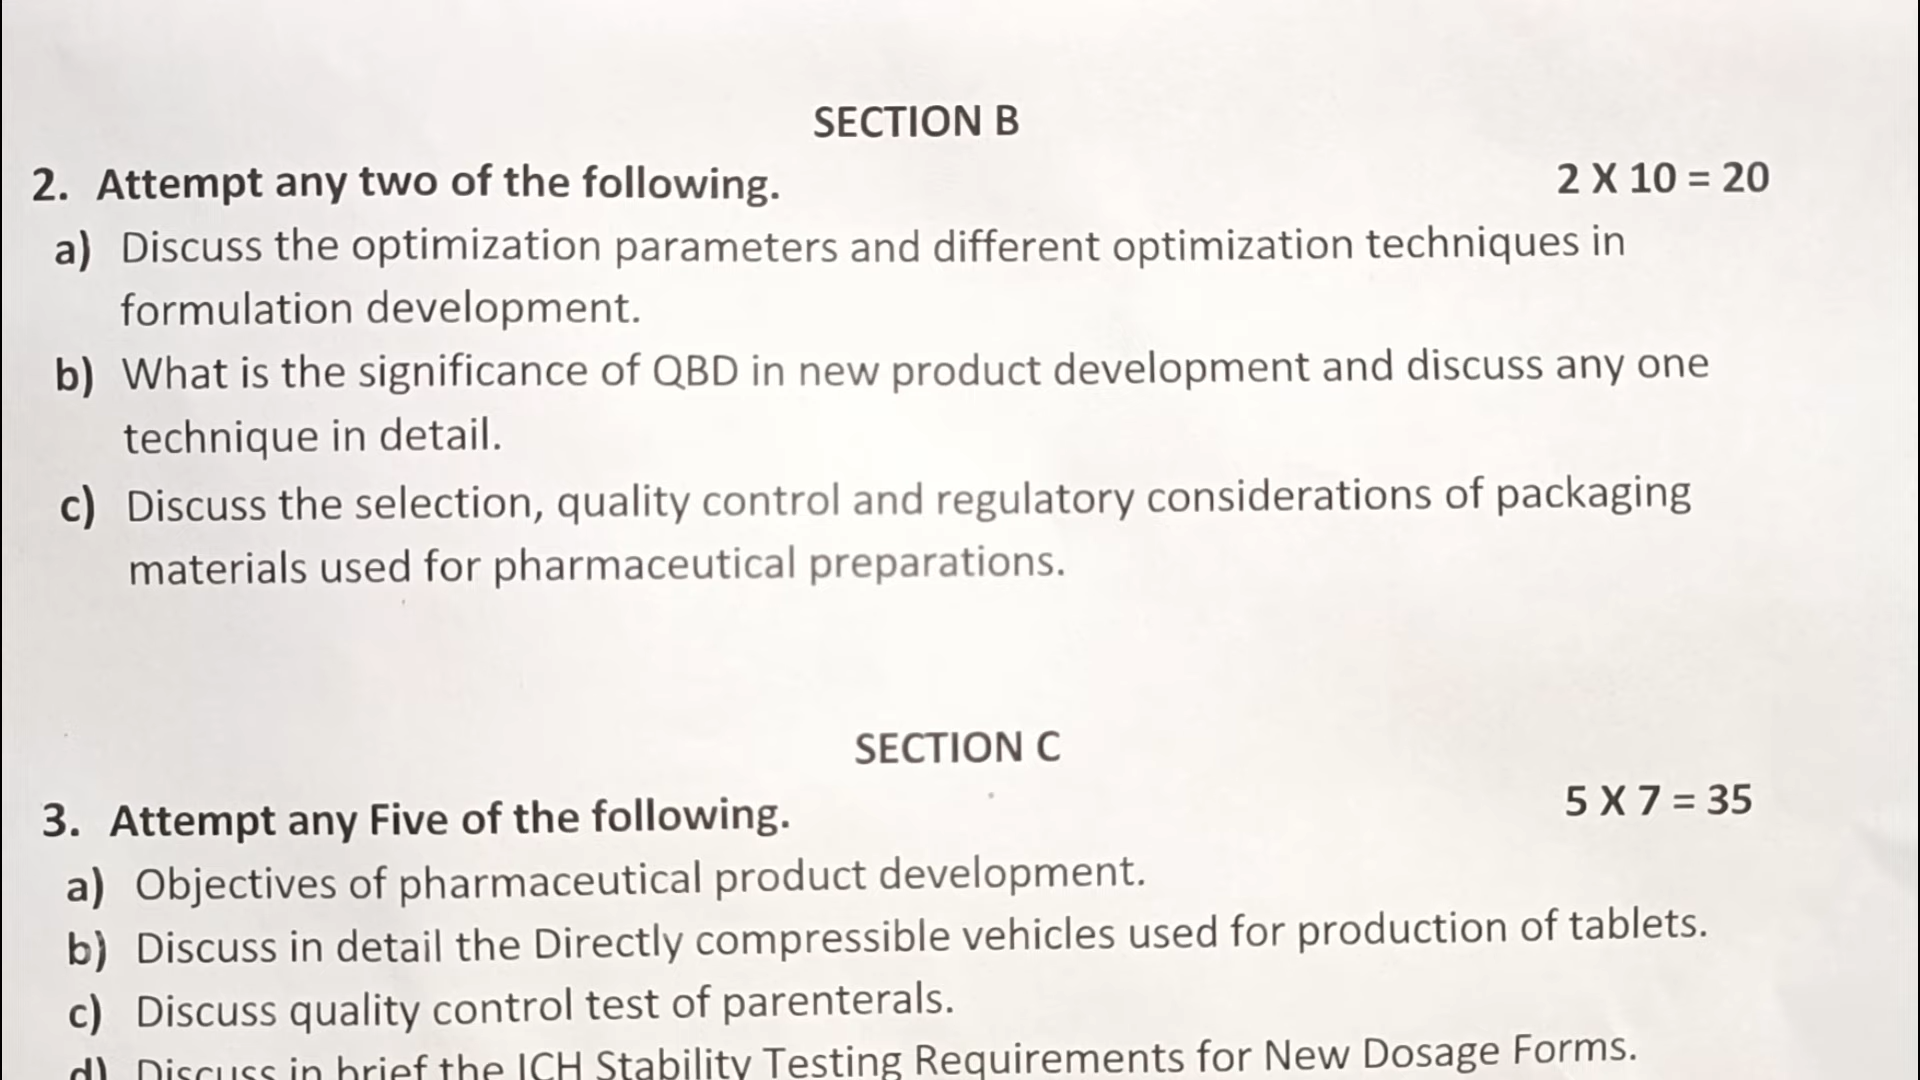 SECTION B
2. Attempt any two of the following. 2 X 10 = 20
a) Discuss the optimization parameters and different optimization techniques in
formulation development.
b) What is the significance of QBD in new product development and discuss any one
technique in detail.
c) Discuss the selection, quality control and regulatory considerations of packaging
materials used for pharmaceutical preparations.
SECTION C
3. Attempt any Five of the following. 5 X 7 = 35
a) Objectives of pharmaceutical product development.
b) Discuss in detail the Directly compressible vehicles used for production of tablets.
c) Discuss quality control test of parenterals.
d) Discuss in brief the ICH Stability Testing Requirements for New Dosage Forms.